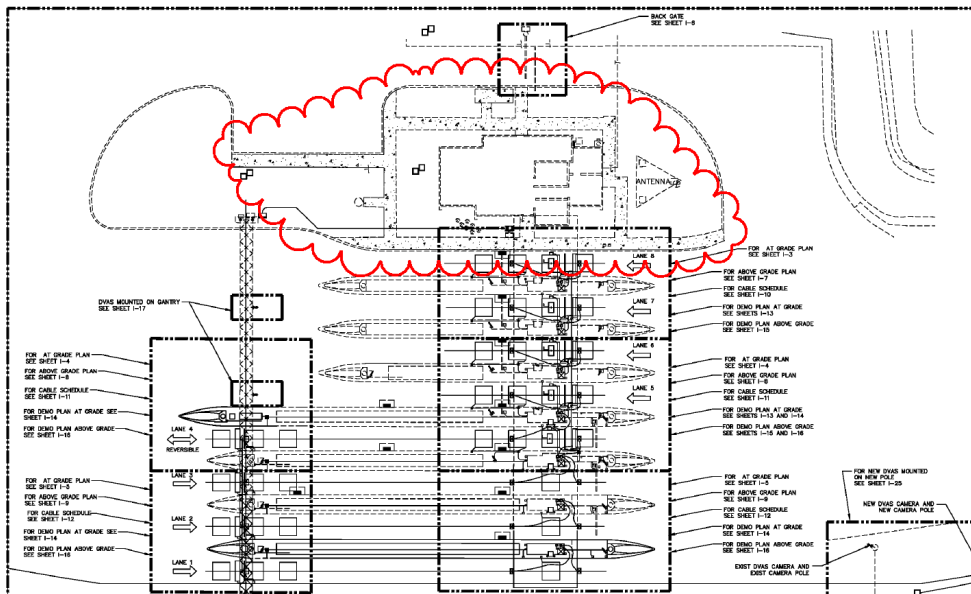 BACK GATE
SEE SHEET I-6
ANTENNA
LANE 8
FOR AT GRADE PLAN
SEE SHEET I-3
FOR ABOVE GRADE PLAN
SEE SHEET I-7
FOR CABLE SCHEDULE
SEE SHEET I-10
LANE 7
FOR DEMO PLAN AT GRADE
SEE SHEETS I-13
FOR DEMO PLAN ABOVE GRADE
SEE SHEET I-15
DVAS MOUNTED ON GANTRY
SEE SHEET I-17
LANE 6
FOR AT GRADE PLAN
SEE SHEET I-4
FOR ABOVE GRADE PLAN
SEE SHEET I-8
LANE 5
FOR CABLE SCHEDULE
SEE SHEET I-11
FOR DEMO PLAN AT GRADE
SHEETS I-13 AND I-14
FOR DEMO PLAN ABOVE GRADE
SEE SHEETS I-15 AND I-16
FOR AT GRADE PLAN
SEE SHEET I-4
FOR ABOVE GRADE PLAN
SEE SHEET I-8
FOR CABLE SCHEDULE
SEE SHEET I-11
FOR DEMO PLAN AT GRADE SEE
SHEET I-14
FOR DEMO PLAN ABOVE GRADE
SEE SHEET I-16
LANE 4
REVERSIBLE
LANE 3
FOR AT GRADE PLAN
SEE SHEET I-5
FOR ABOVE GRADE PLAN
SEE SHEET I-9
FOR CABLE SCHEDULE
SEE SHEET I-12
FOR DEMO PLAN AT GRADE SEE
SHEET I-14
FOR DEMO PLAN ABOVE GRADE
SEE SHEET I-16
LANE 2
LANE 1
FOR AT GRADE PLAN
SEE SHEET I-5
FOR ABOVE GRADE PLAN
SEE SHEET I-9
FOR CABLE SCHEDULE
SEE SHEET I-12
FOR DEMO PLAN AT GRADE
SHEET I-14
FOR DEMO PLAN ABOVE GRADE
SEE SHEET I-16
FOR NEW DVAS MOUNTED
ON NEW POLE
SEE SHEET I-25
NEW DVAS CAMERA AND
NEW CAMERA POLE
EXIST DVAS CAMERA AND
EXIST CAMERA POLE